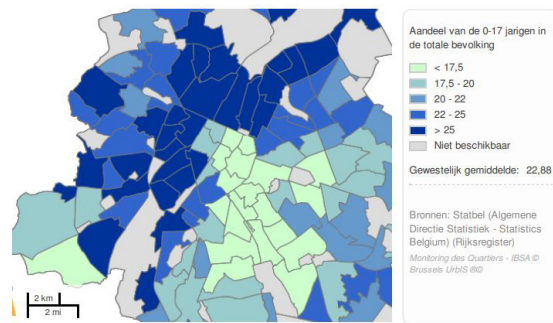 Aandeel van de 0-17 jarigen in
de totale bevolking
< 17,5
17,5 - 20
20 - 22
22 - 25
> 25
Niet beschikbaar
Gewestelijk gemiddelde: 22,88
Bronnen: Statbel (Algemene
Directie Statistiek - Statistics
Belgium) (Rijksregister)
Monitoring des Quartiers - IBSA ©
Brussels UrbIS ®©
2 km
2 mi